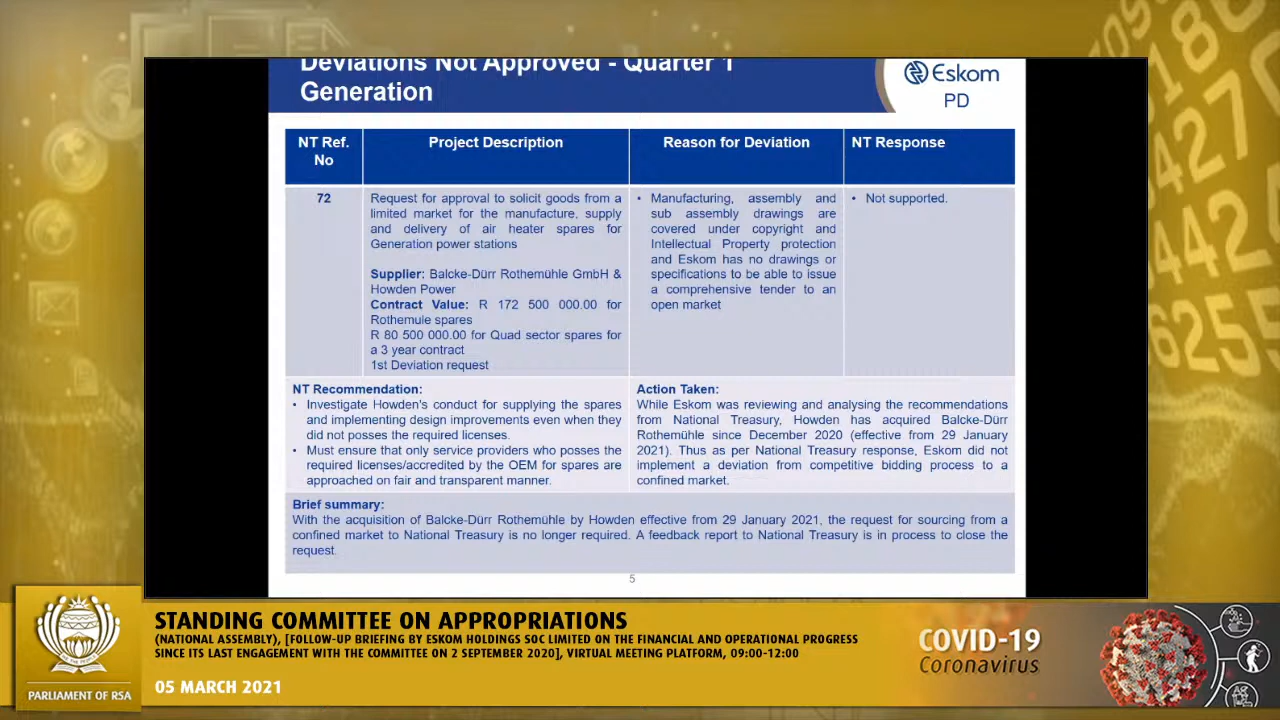 Deviations Not Approved - Quarter 1
Generation
Eskom
PD
NT Ref.
No
Project Description
Reason for Deviation
NT Response
72
Request for approval to solicit goods from a
limited market for the manufacture, supply
and delivery of air heater spares for
Generation power stations
Supplier: Balcke-Dürr Rothemühle GmbH &
Howden Power
Contract Value: R 172 500 000.00 for
Rothemule spares
R 80 500 000.00 for Quad sector spares for
a 3 year contract
1st Deviation request
• Manufacturing, assembly and
sub assembly drawings are
covered under copyright and
Intellectual Property protection
and Eskom has no drawings or
specifications to be able to issue
a comprehensive tender to an
open market
• Not supported.
NT Recommendation:
• Investigate Howden's conduct for supplying the spares
and implementing design improvements even when they
did not posses the required licenses.
• Must ensure that only service providers who posses the
required licenses/accredited by the OEM for spares are
approached on fair and transparent manner.
Action Taken:
While Eskom was reviewing and analysing the recommendations
from National Treasury, Howden has acquired Balcke-Dürr
Rothemühle since December 2020 (effective from 29 January
2021). Thus as per National Treasury response, Eskom did not
implement a deviation from competitive bidding process to a
confined market.
Brief summary:
With the acquisition of Balcke-Dürr Rothemühle by Howden effective from 29 January 2021, the request for sourcing from a
confined market to National Treasury is no longer required. A feedback report to National Treasury is in process to close the
request.
5
PARLIAMENT OF RSA
STANDING COMMITTEE ON APPROPRIATIONS
(NATIONAL ASSEMBLY), [FOLLOW-UP BRIEFING BY ESKOM HOLDINGS SOC LIMITED ON THE FINANCIAL AND OPERATIONAL PROGRESS
SINCE ITS LAST ENGAGEMENT WITH THE COMMITTEE ON 2 SEPTEMBER 2020], VIRTUAL MEETING PLATFORM, 09:00-12:00
05 MARCH 2021
COVID-19
Coronavirus